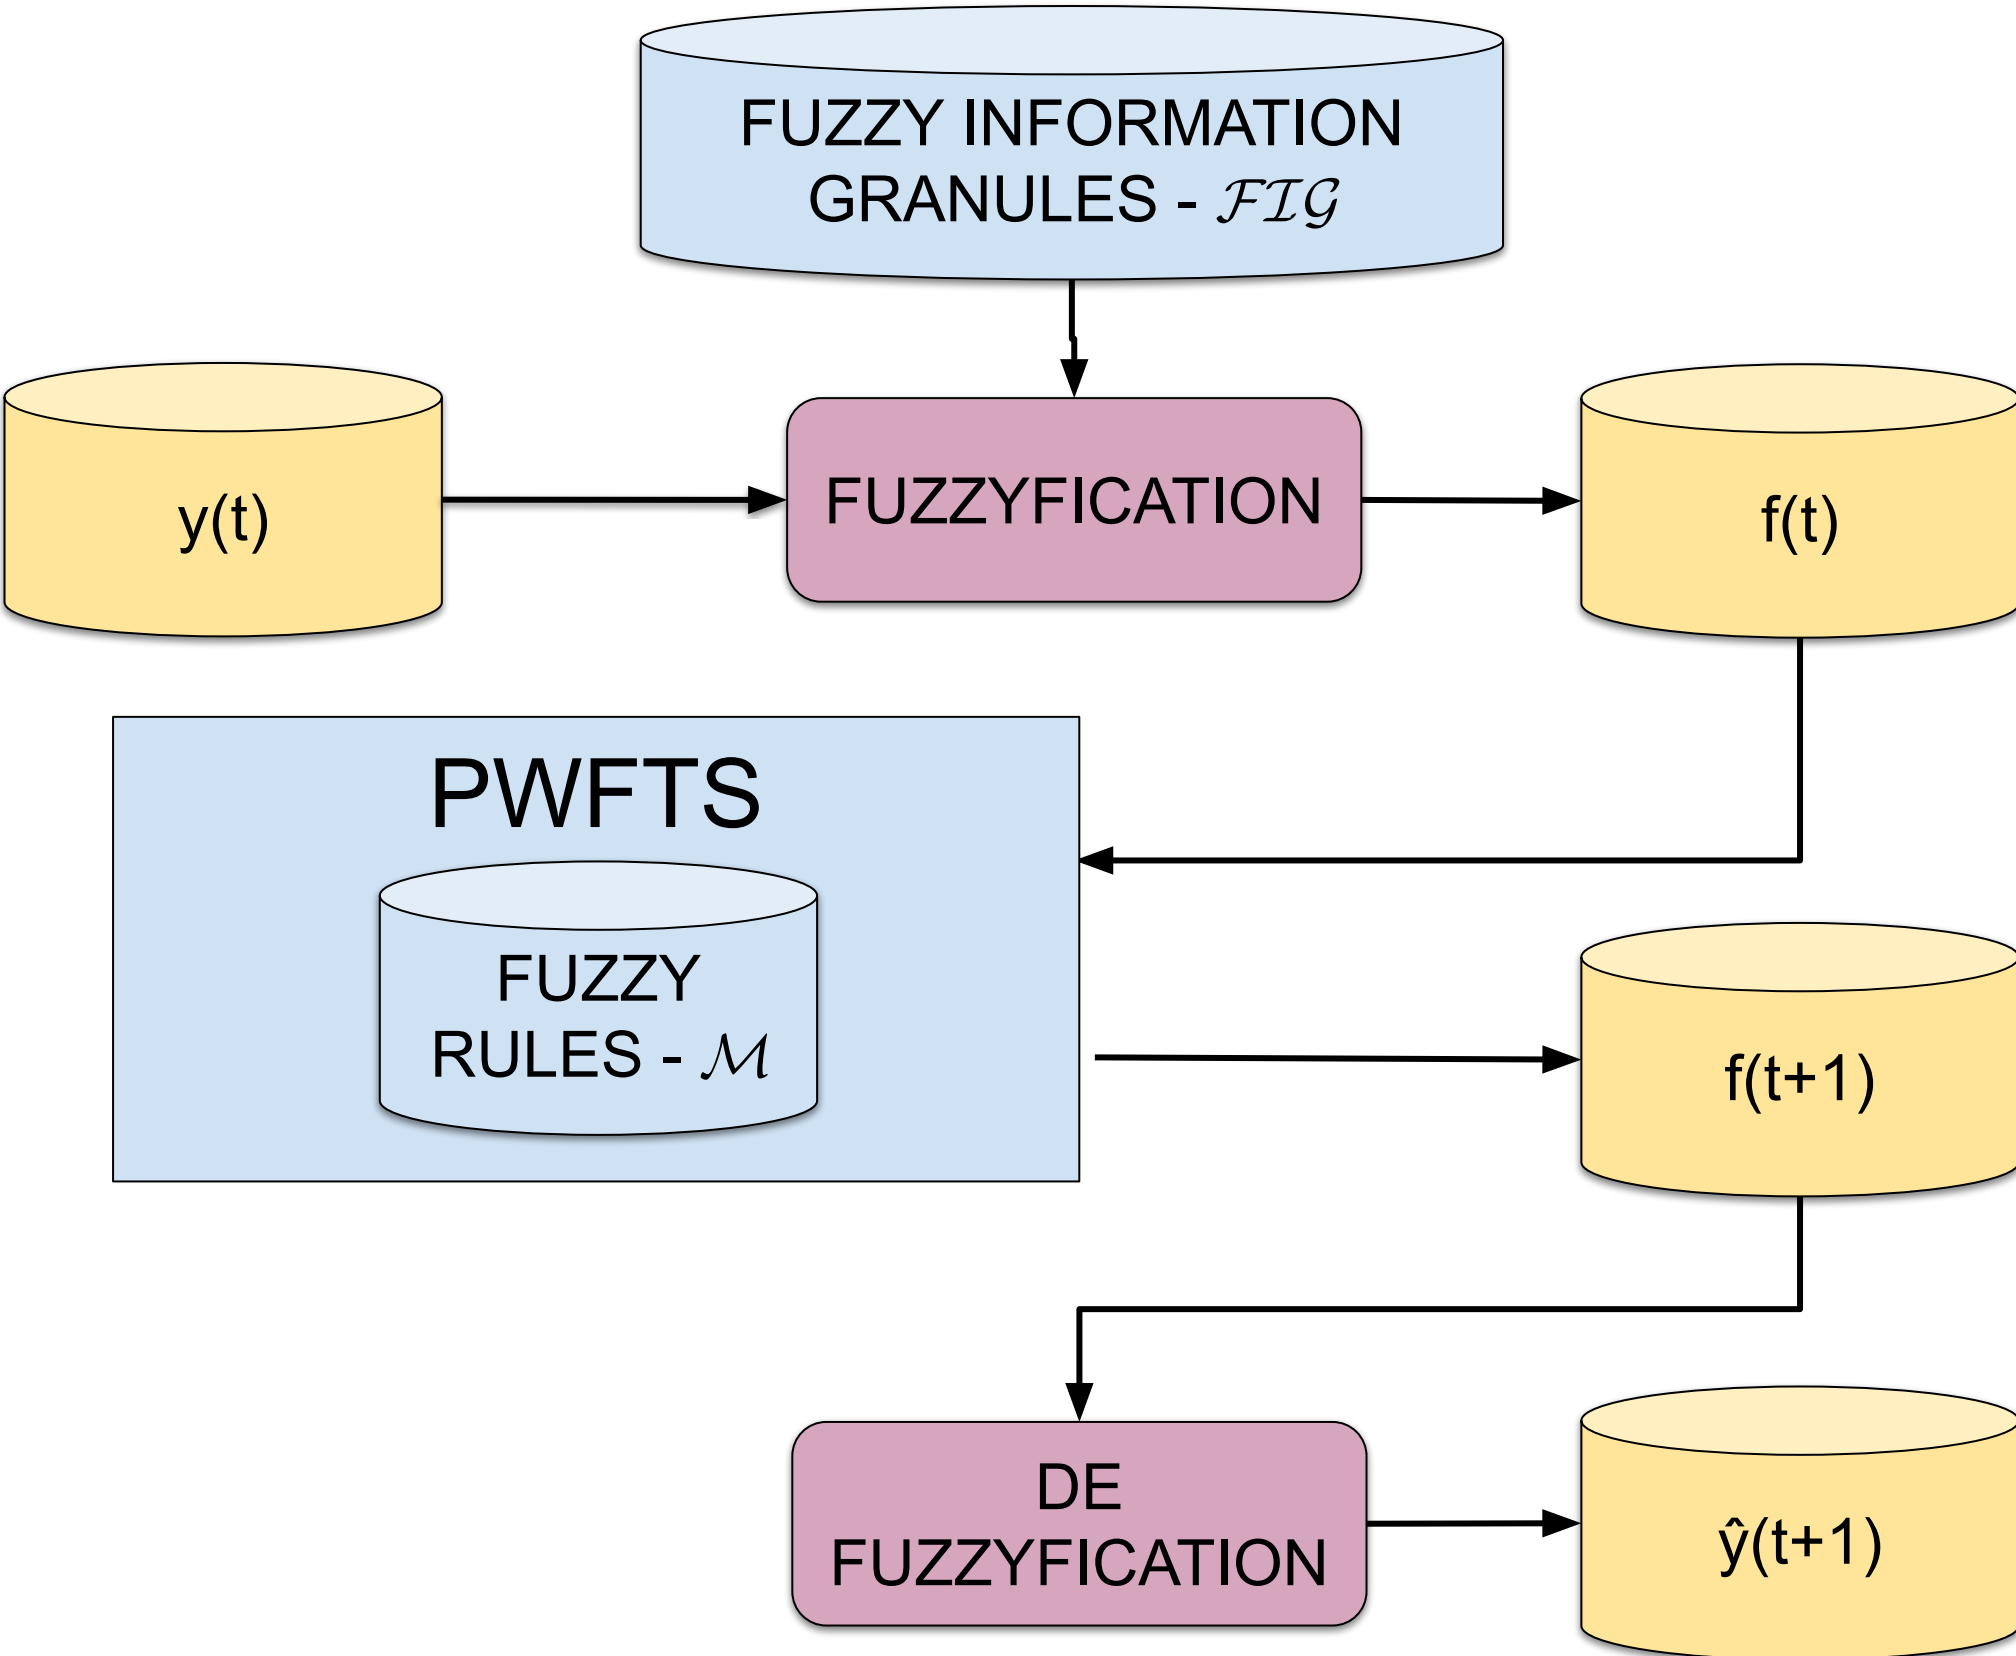 FUZZY INFORMATION
GRANULES - ℱℐ𝒢
y(t)
FUZZYFICATION
f(t)
PWFTS
FUZZY
RULES - ℳ
f(t+1)
DE
FUZZYFICATION
ŷ(t+1)